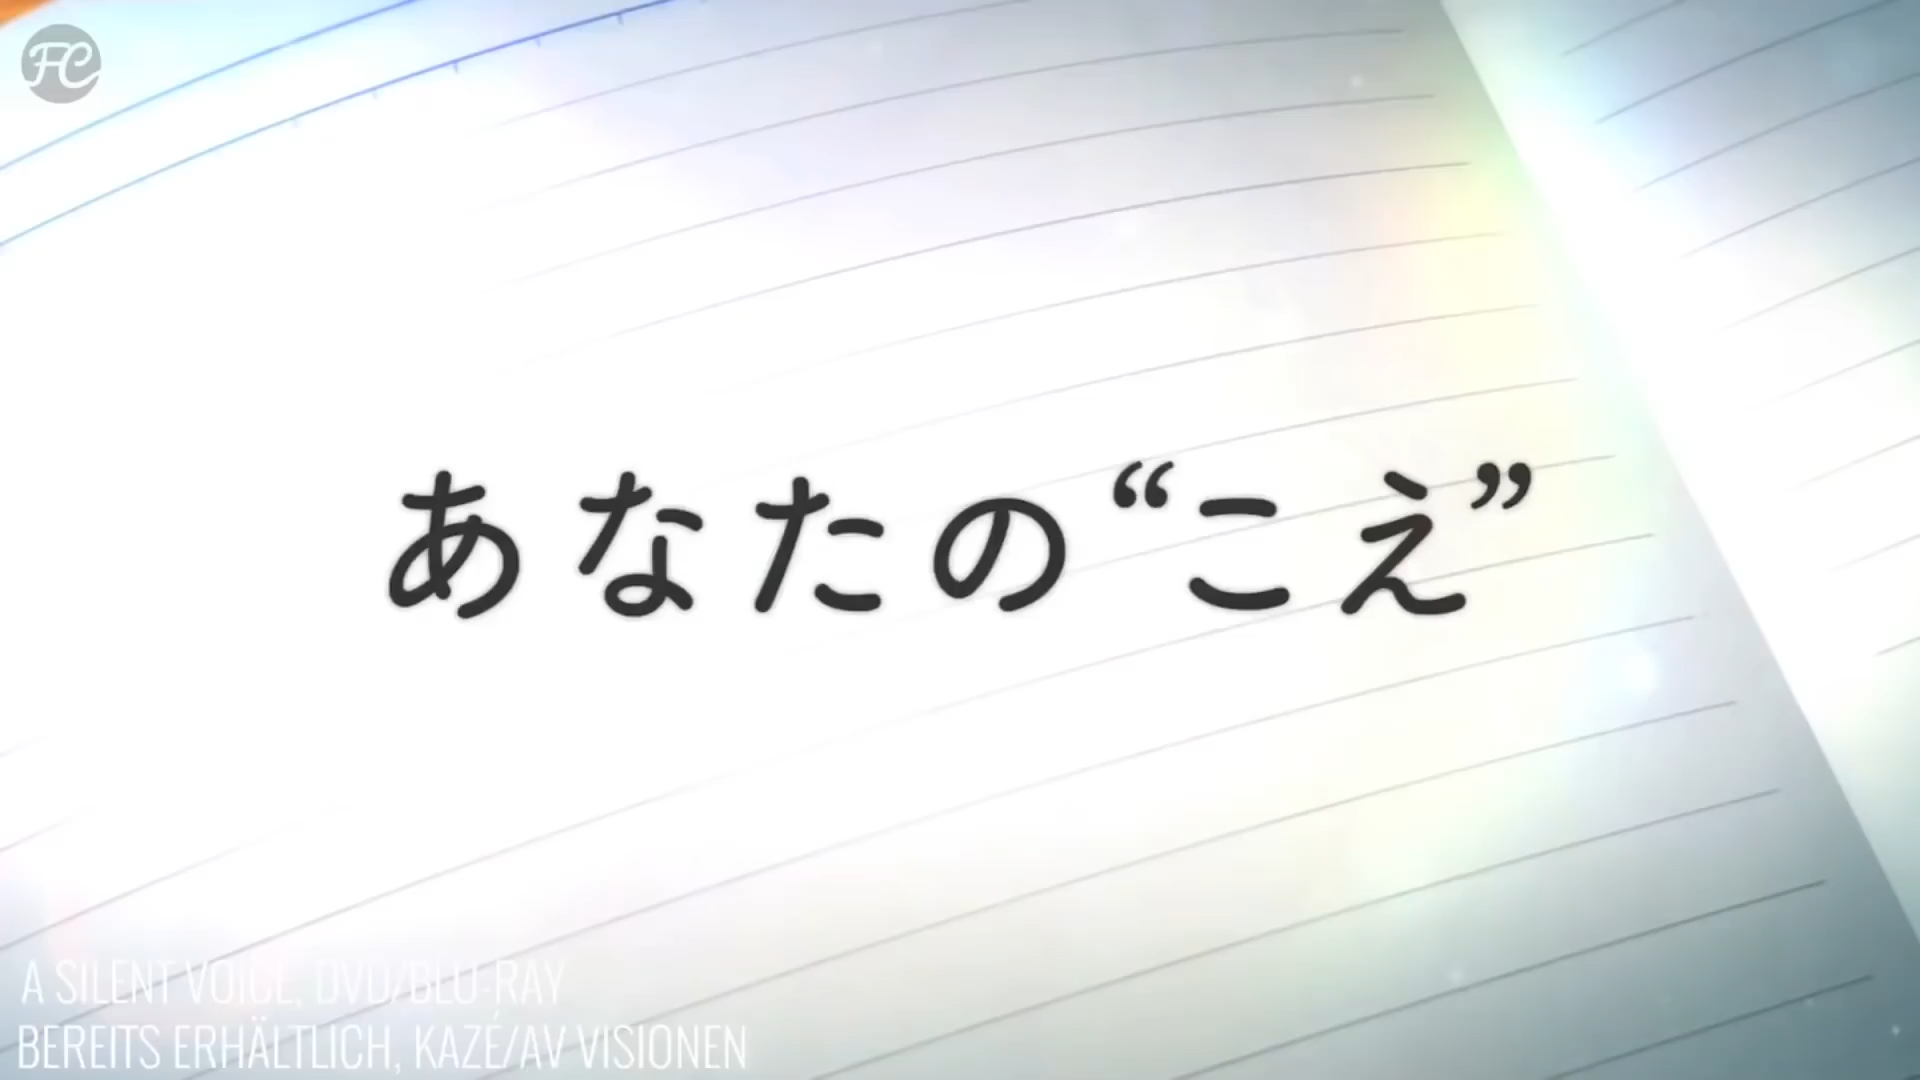 FC
あなたの“こえ”
A SILENT VOICE, DVD/BLU-RAY
BEREITS ERHÄLTLICH, KAZÉ/AV VISIONEN